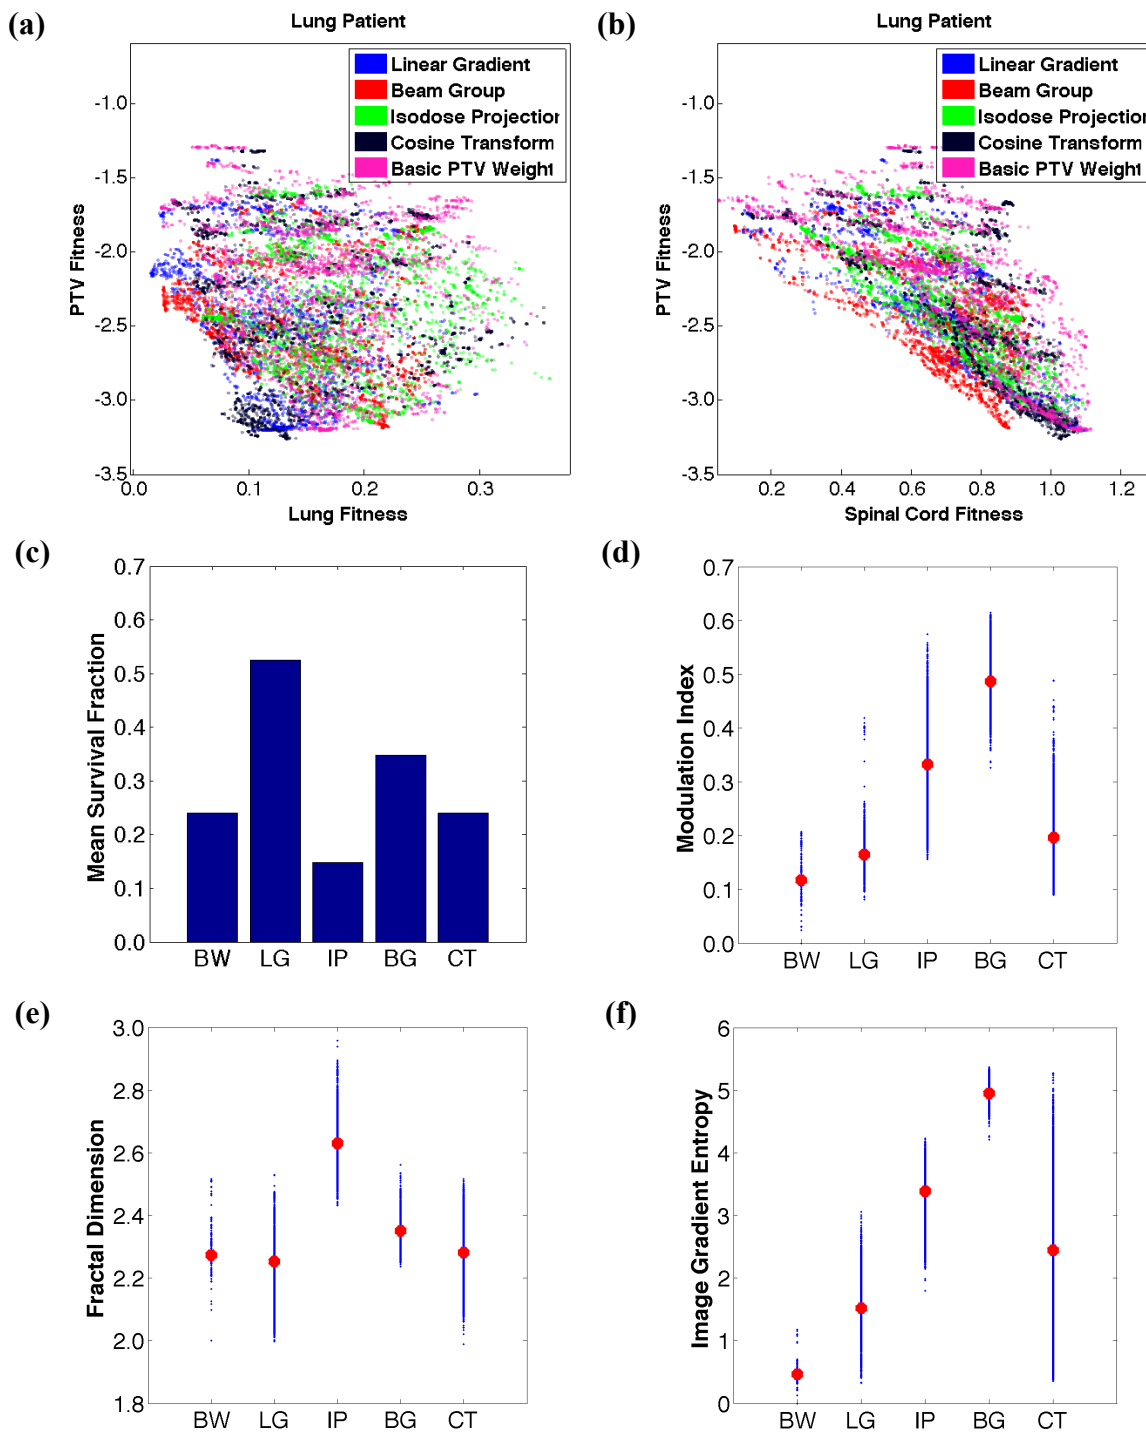 (a)
Lung Patient
Linear Gradient
Beam Group
Isodose Projection
Cosine Transform
Basic PTV Weight
PTV Fitness
-1.0
-1.5
-2.0
-2.5
-3.0
-3.5
0.0 0.1 0.2 0.3
Lung Fitness
(b)
Lung Patient
Linear Gradient
Beam Group
Isodose Projection
Cosine Transform
Basic PTV Weight
PTV Fitness
-1.0
-1.5
-2.0
-2.5
-3.0
-3.5
0.2 0.4 0.6 0.8 1.0 1.2
Spinal Cord Fitness
(c)
Mean Survival Fraction
0.7
0.6
0.5
0.4
0.3
0.2
0.1
0.0
BW LG IP BG CT
(d)
Modulation Index
0.7
0.6
0.5
0.4
0.3
0.2
0.1
0.0
BW LG IP BG CT
(e)
Fractal Dimension
3.0
2.8
2.6
2.4
2.2
2.0
1.8
BW LG IP BG CT
(f)
Image Gradient Entropy
6
5
4
3
2
1
0
BW LG IP BG CT